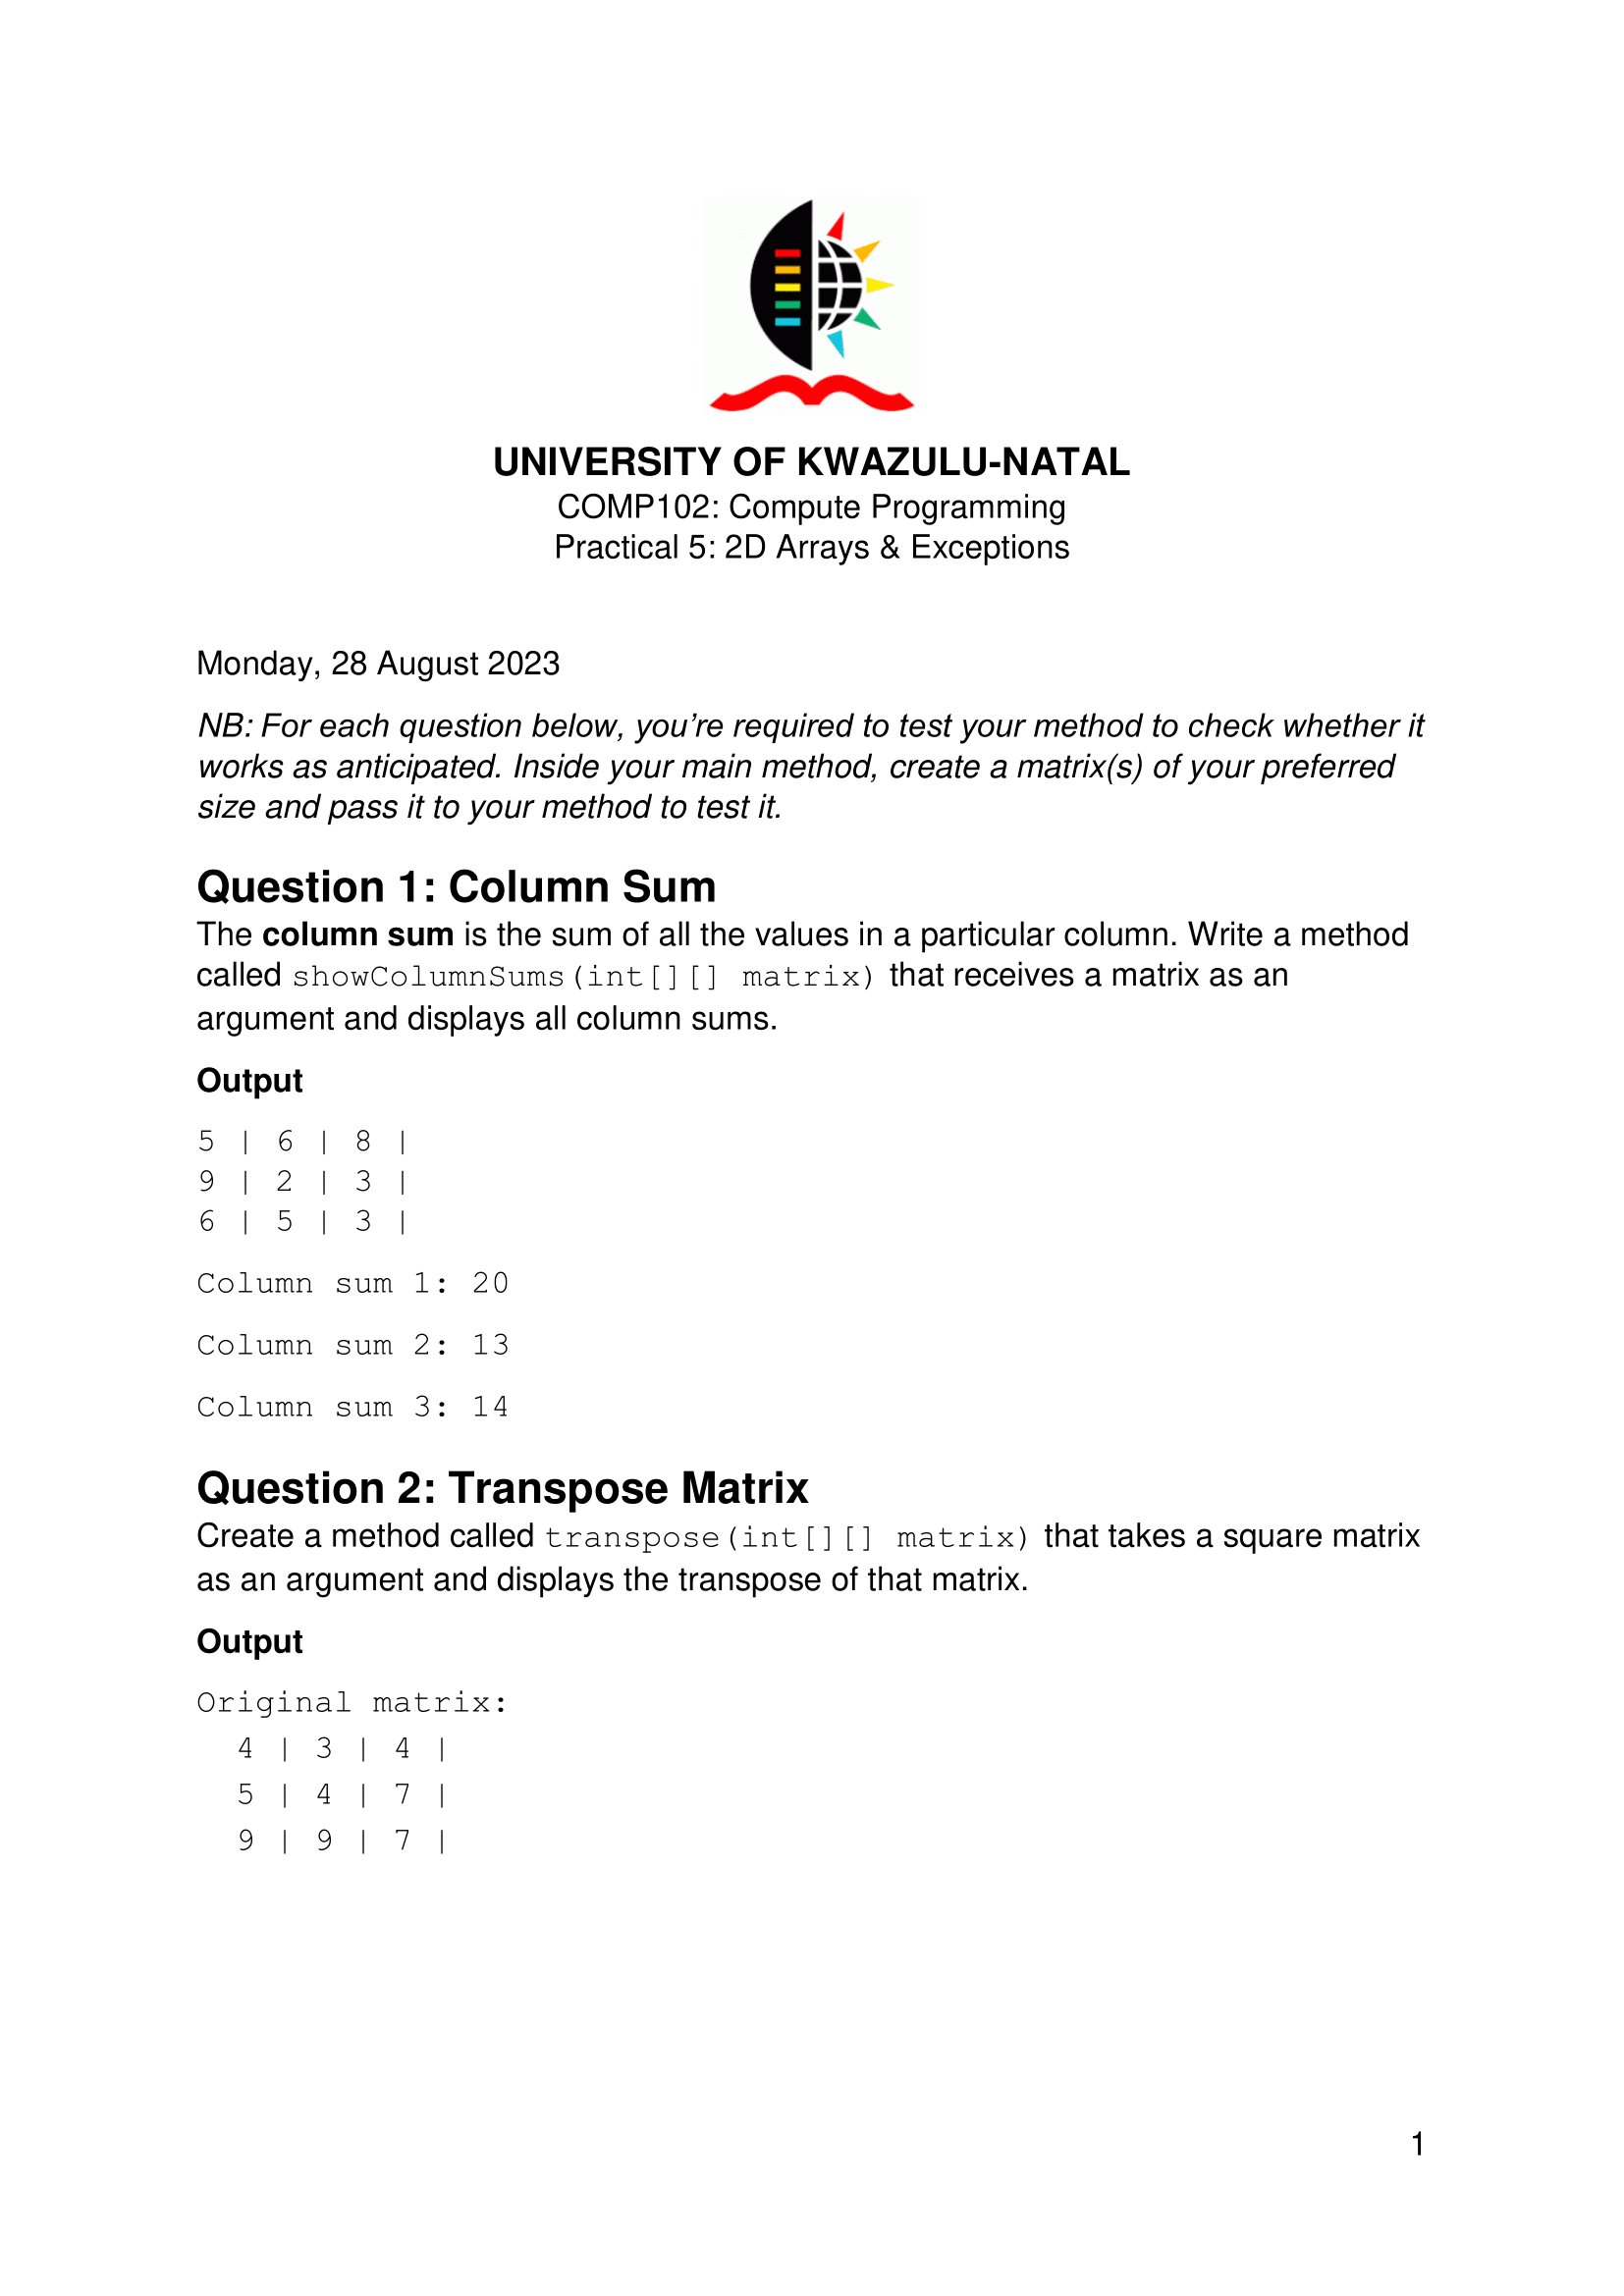 UNIVERSITY OF KWAZULU-NATAL
COMP102: Compute Programming
Practical 5: 2D Arrays & Exceptions
Monday, 28 August 2023
NB: For each question below, you’re required to test your method to check whether it
works as anticipated. Inside your main method, create a matrix(s) of your preferred
size and pass it to your method to test it.
Question 1: Column Sum
The column sum is the sum of all the values in a particular column. Write a method
called showColumnSums(int[][] matrix) that receives a matrix as an
argument and displays all column sums.
Output
5 | 6 | 8 |
9 | 2 | 3 |
6 | 5 | 3 |
Column sum 1: 20
Column sum 2: 13
Column sum 3: 14
Question 2: Transpose Matrix
Create a method called transpose(int[][] matrix) that takes a square matrix
as an argument and displays the transpose of that matrix.
Output
Original matrix:
4 | 3 | 4 |
5 | 4 | 7 |
9 | 9 | 7 |
1